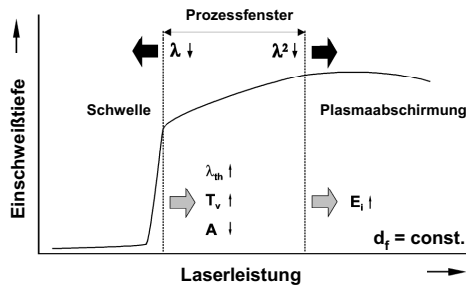 Prozessfenster
λ ↓
λ² ↓
Schwelle
Plasmaabschirmung
λth ↑
Tv ↑
Ei ↑
A ↓
df = const.
Einschweißtiefe
Laserleistung